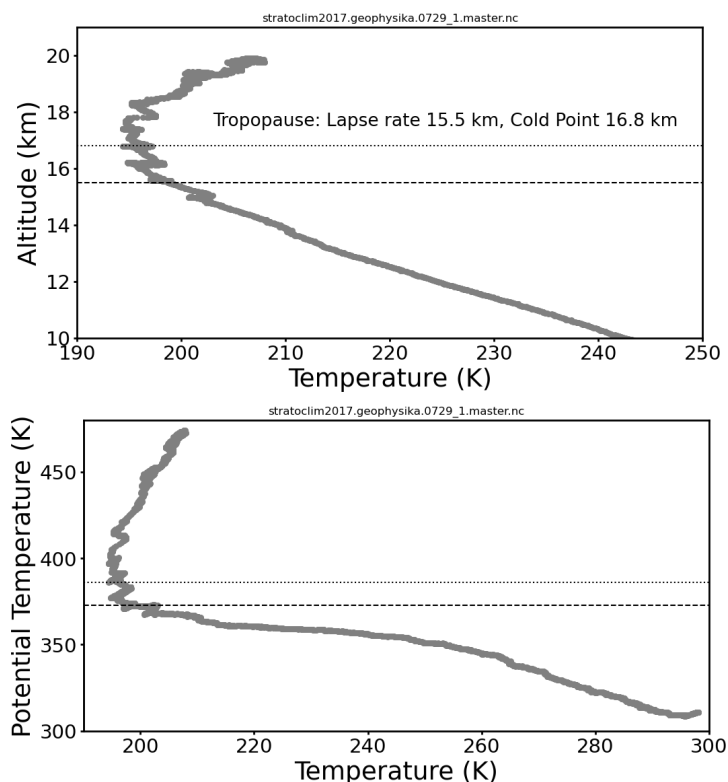 stratoclim2017.geophysika.0729_1.master.nc
Altitude (km)
20
18
16
14
12
10
Tropopause: Lapse rate 15.5 km, Cold Point 16.8 km
190 200 210 220 230 240 250
Temperature (K)
stratoclim2017.geophysika.0729_1.master.nc
Potential Temperature (K)
450
400
350
300
200 220 240 260 280 300
Temperature (K)